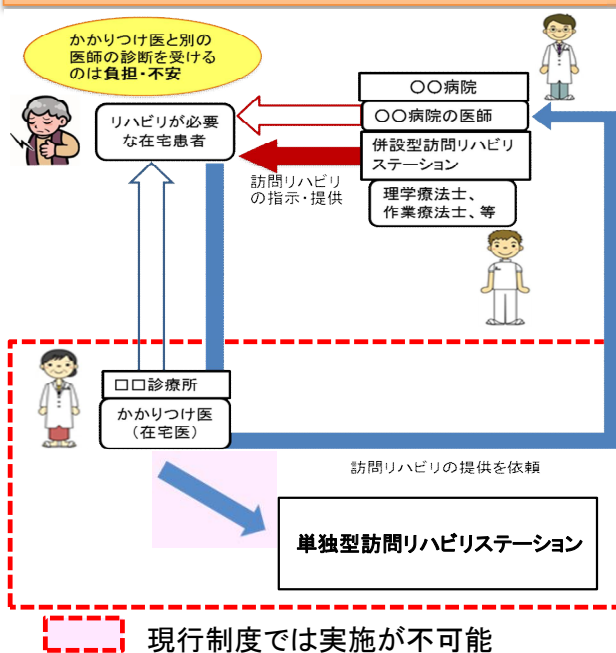 かかりつけ医と別の
医師の診断を受ける
のは負担・不安
〇〇病院
〇〇病院の医師
リハビリが必要
な在宅患者
併設型訪問リハビリ
ステーション
訪問リハビリ
の指示・提供
理学療法士、
作業療法士、等
□□診療所
かかりつけ医
（在宅医）
訪問リハビリの提供を依頼
単独型訪問リハビリステーション
現行制度では実施が不可能